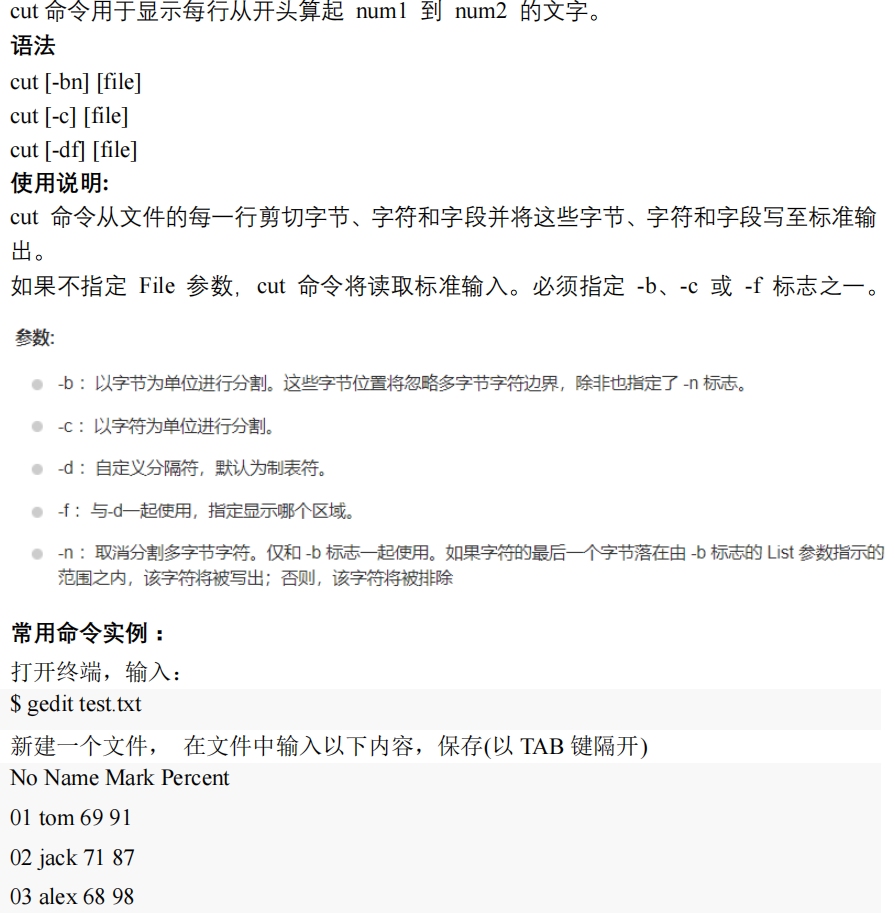 cut 命令用于显示每行从开头算起 num1 到 num2 的文字。
语法
cut [-bn] [file]
cut [-c] [file]
cut [-df] [file]
使用说明:
cut 命令从文件的每一行剪切字节、字符和字段并将这些字节、字符和字段写至标准输
出。
如果不指定 File 参数, cut 命令将读取标准输入。必须指定 -b、-c 或 -f 标志之一。
参数:
-b ：以字节为单位进行分割。这些字节位置将忽略多字节字符边界，除非也指定了 -n 标志。
-c ：以字符为单位进行分割。
-d ：自定义分隔符，默认为制表符。
-f ：与-d一起使用，指定显示哪个区域。
-n ：取消分割多字节字符。仅和 -b 标志一起使用。如果字符的最后一个字节落在由 -b 标志的 List 参数指示的
范围之内，该字符将被写出；否则，该字符将被排除
常用命令实例：
打开终端，输入：
$ gedit test.txt
新建一个文件， 在文件中输入以下内容，保存(以 TAB 键隔开)
No Name Mark Percent
01 tom 69 91
02 jack 71 87
03 alex 68 98